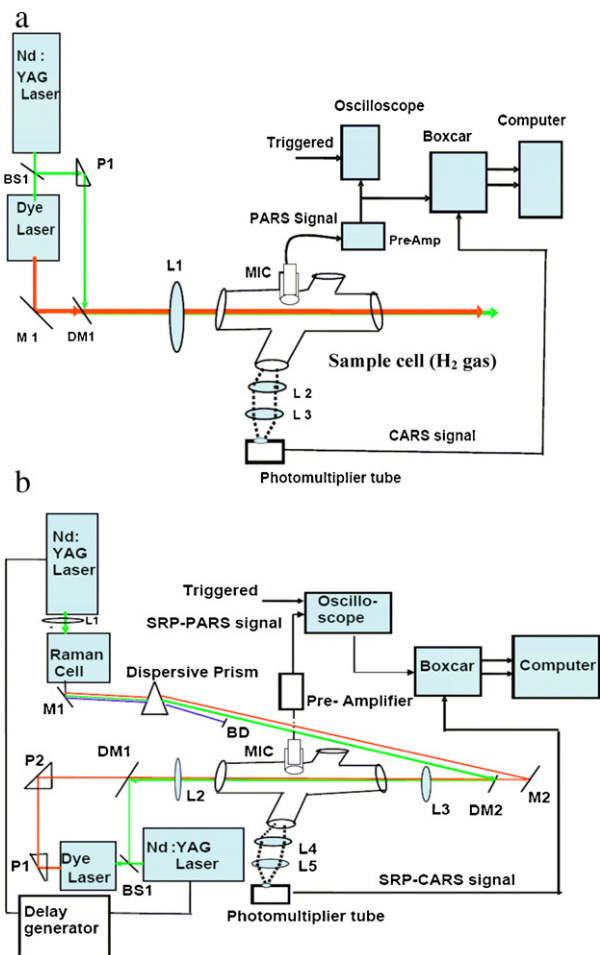 a
Nd :
YAG
Laser
BS1
P1
Dye
Laser
M 1
DM1
L1
Oscilloscope
Triggered
Boxcar
Computer
PARS Signal
Pre-Amp
MIC
Sample cell (H₂ gas)
L 2
L 3
CARS signal
Photomultiplier tube
b
Nd:
YAG
Laser
L1
Raman
Cell
M1
Dispersive Prism
BD
Triggered
SRP-PARS signal
Oscillo-
scope
Boxcar
Computer
Pre- Amplifier
MIC
P2
DM1
L2
L3
DM2
M2
P1
Dye
Laser
BS1
Nd :YAG
Laser
L4
L5
SRP-CARS signal
Delay
generator
Photomultiplier tube